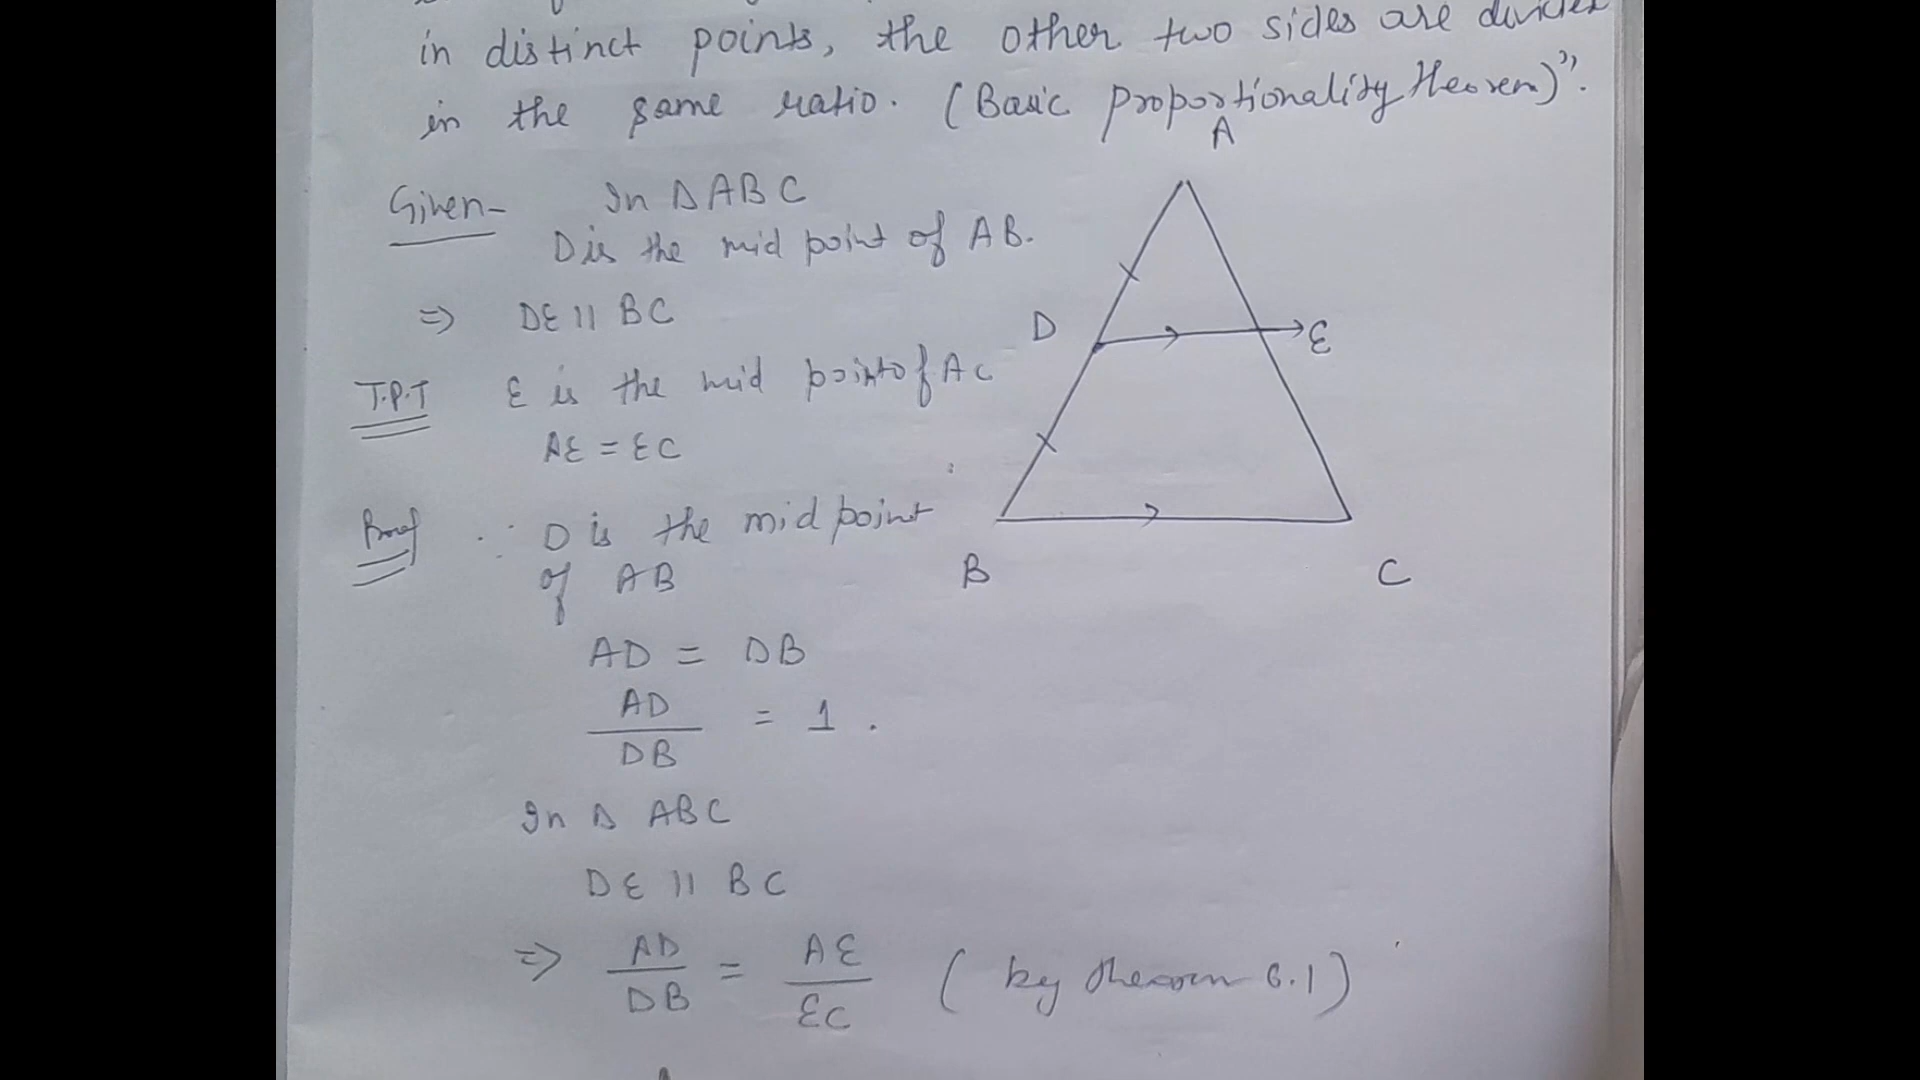 in distinct points, the other two sides are divided
in the same ratio. (Basic proportionality theorem)".
A
Given- In Δ ABC
D is the mid point of AB.
=> DE || BC
D
E
T.P.T E is the mid point of AC
AE = EC
Proof ∵ D is the mid point
of AB
B
C
AD = DB
AD
DB
= 1.
In Δ ABC
DE || BC
=> AD/DB = AE/EC (by theorem 6.1)